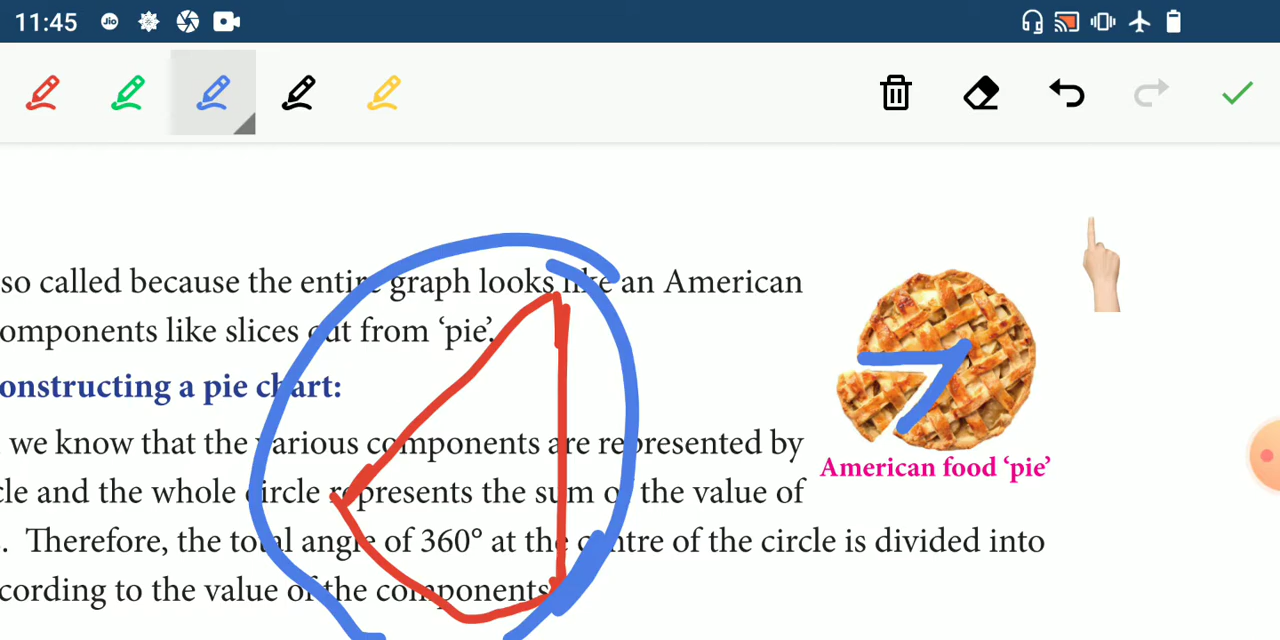 11:45
Jio
so called because the entire graph looks like an American
omponents like slices cut from ‘pie’.
onstructing a pie chart:
we know that the various components are represented by
cle and the whole circle represents the sum of the value of
. Therefore, the total angle of 360° at the centre of the circle is divided into
cording to the value of the components
American food ‘pie’